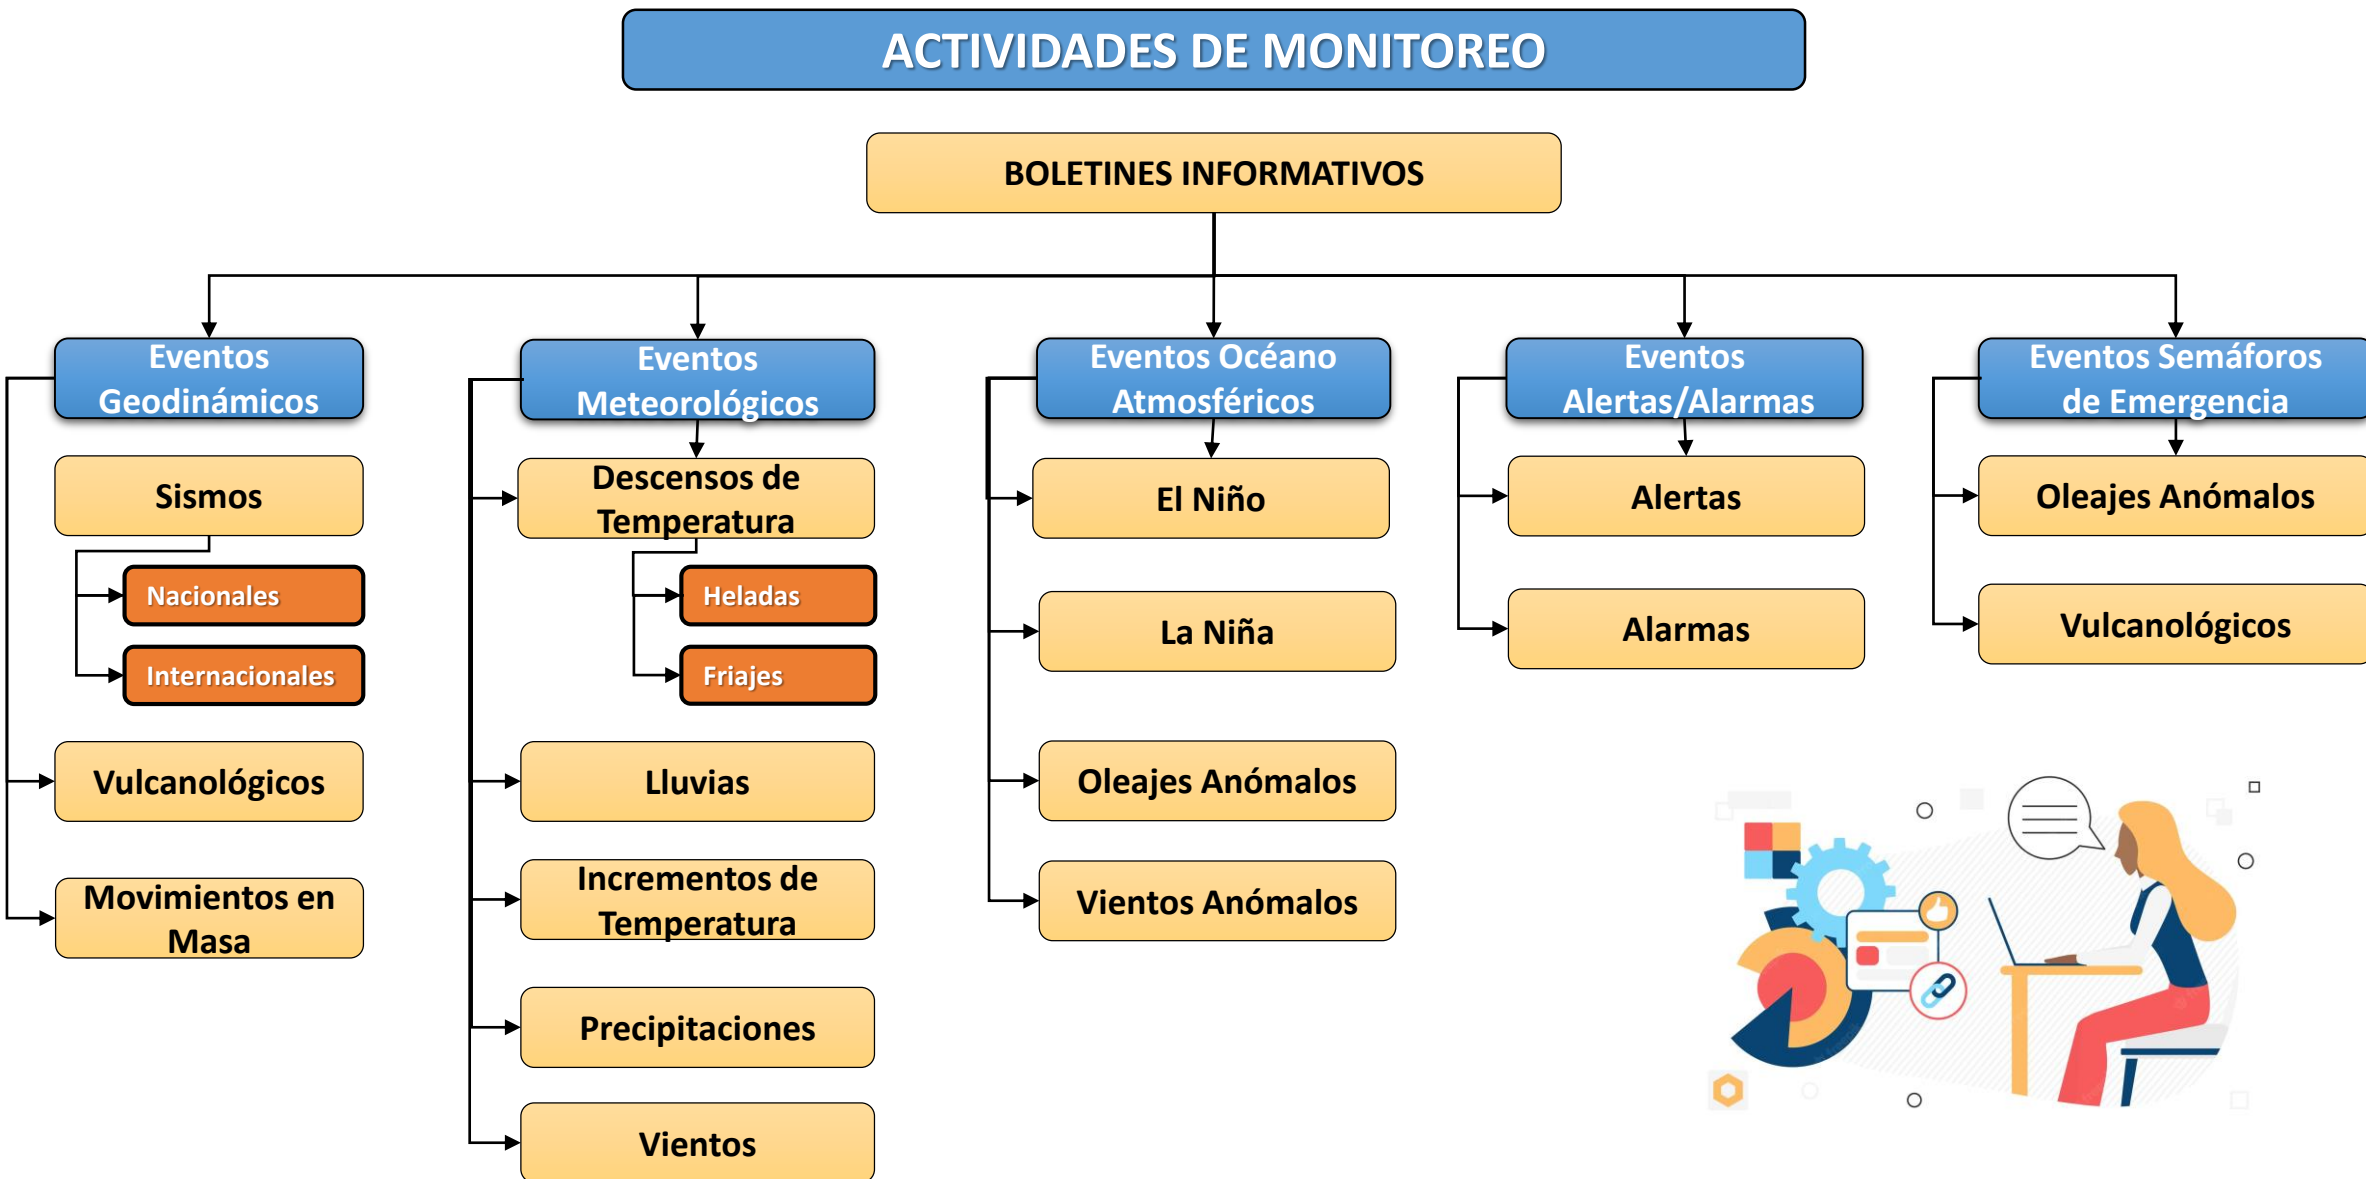 ACTIVIDADES DE MONITOREO
BOLETINES INFORMATIVOS
Eventos
Geodinámicos
Sismos
Nacionales
Internacionales
Vulcanológicos
Movimientos en
Masa
Eventos
Meteorológicos
Descensos de
Temperatura
Heladas
Friajes
Lluvias
Incrementos de
Temperatura
Precipitaciones
Vientos
Eventos Océano
Atmosféricos
El Niño
La Niña
Oleajes Anómalos
Vientos Anómalos
Eventos
Alertas/Alarmas
Alertas
Alarmas
Eventos Semáforos
de Emergencia
Oleajes Anómalos
Vulcanológicos